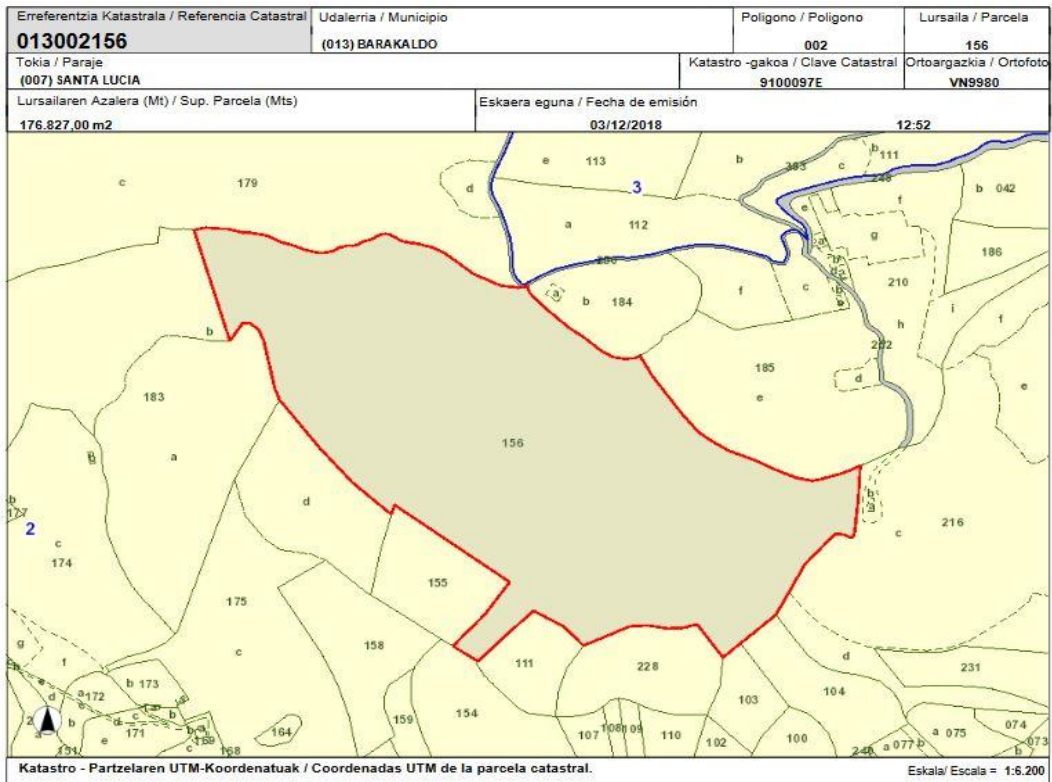 Erreferentzia Katastrala / Referencia Catastral
013002156
Udalerria / Municipio
(013) BARAKALDO
Poligono / Poligono
002
Lursaila / Parcela
156
Tokia / Paraje
(007) SANTA LUCIA
Katastro -gakoa / Clave Catastral
9100097E
Ortoargazkia / Ortofoto
VN9980
Lursailaren Azalera (Mt) / Sup. Parcela (Mts)
176.827,00 m2
Eskaera eguna / Fecha de emisión
03/12/2018 12:52
e 113
b
c
b 111
c 179
d
3
b 042
a 112
e
f
g
186
a
b 184
f
c
210
i
f
h
b
185
e
d
e
183
156
a
b
177
2
d
b
c
216
c
174
155
175
c
158
g
f
111
228
d
231
b 173
a 172
103
104
154
159
171
164
e
169
168
151
107
108
109
110
102
100
a 077
b
a 075
074
b 073
Katastro - Partzelaren UTM-Koordenatuak / Coordenadas UTM de la parcela catastral.
Eskala/ Escala = 1:6.200